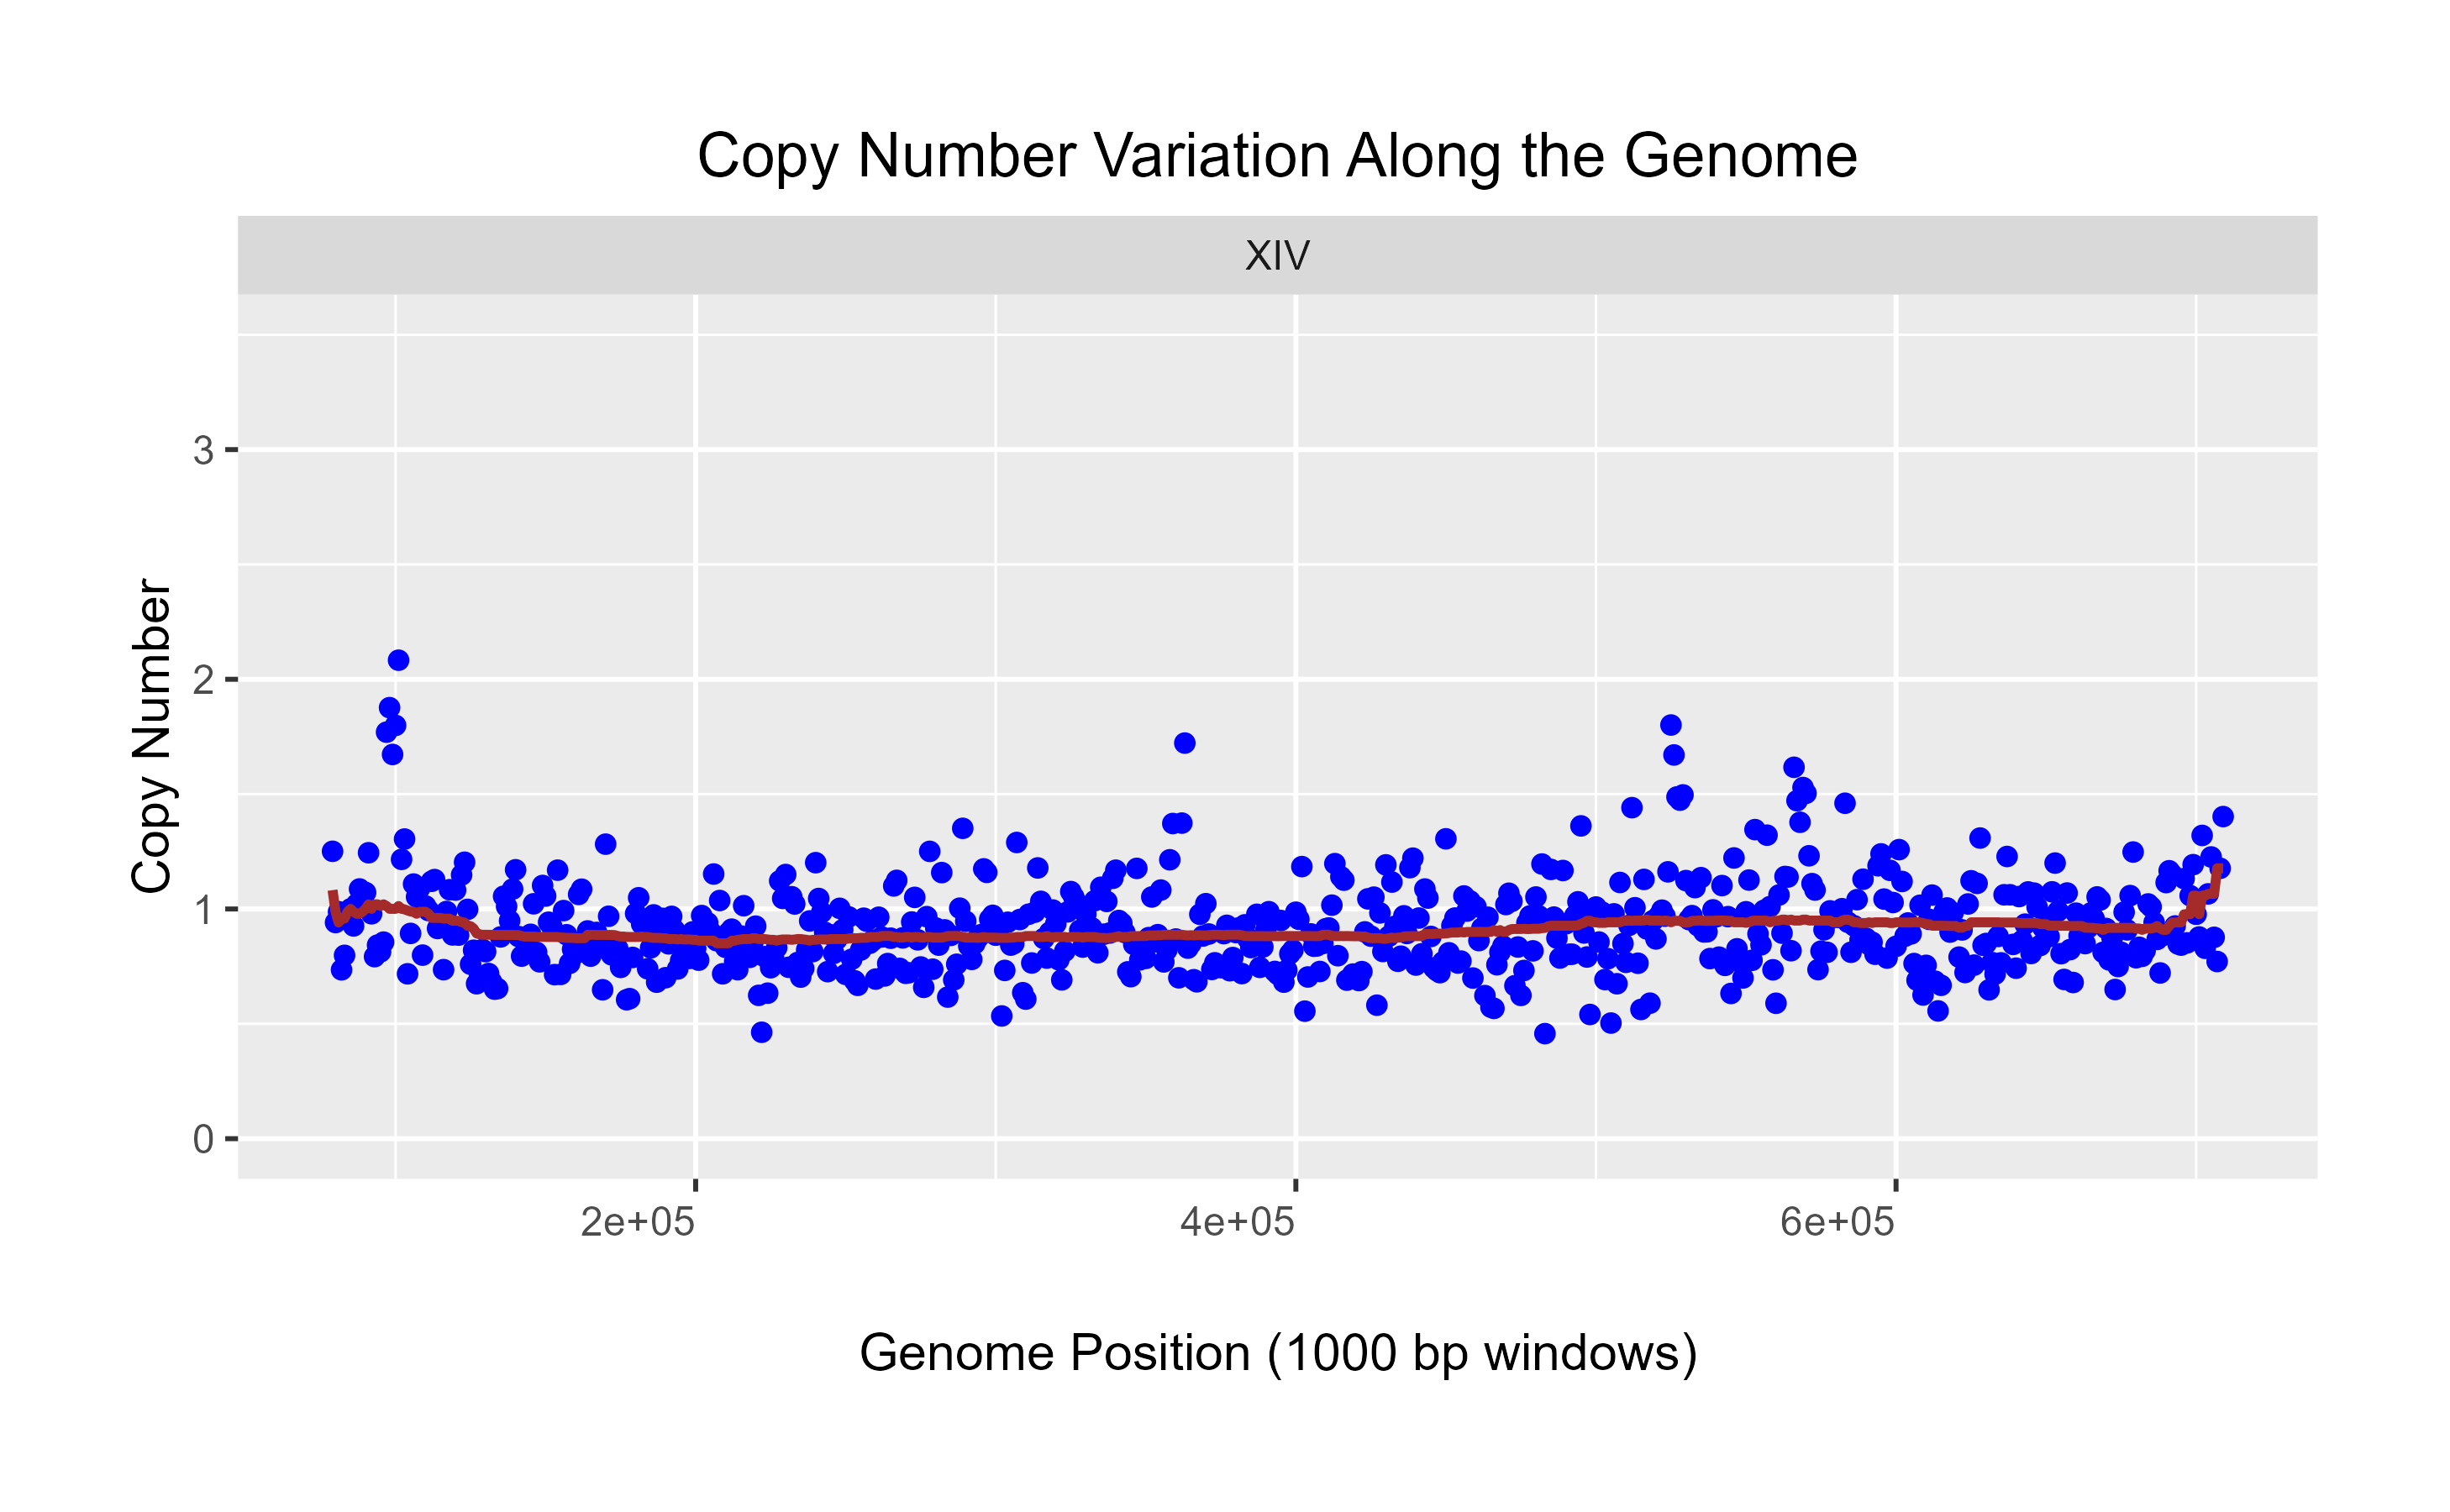 Copy Number Variation Along the Genome
XIV
3
2
1
0
Copy Number
2e+05
4e+05
6e+05
Genome Position (1000 bp windows)